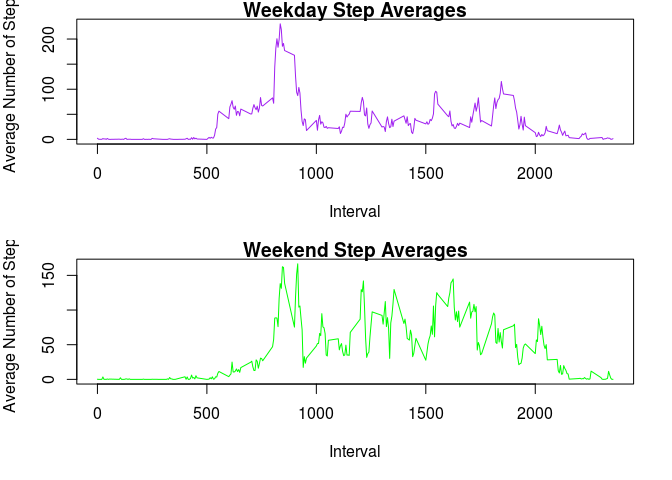 Weekday Step Averages
Average Number of Step
0
100
200
0
500
1000
1500
2000
Interval
Weekend Step Averages
Average Number of Step
0
50
150
0
500
1000
1500
2000
Interval